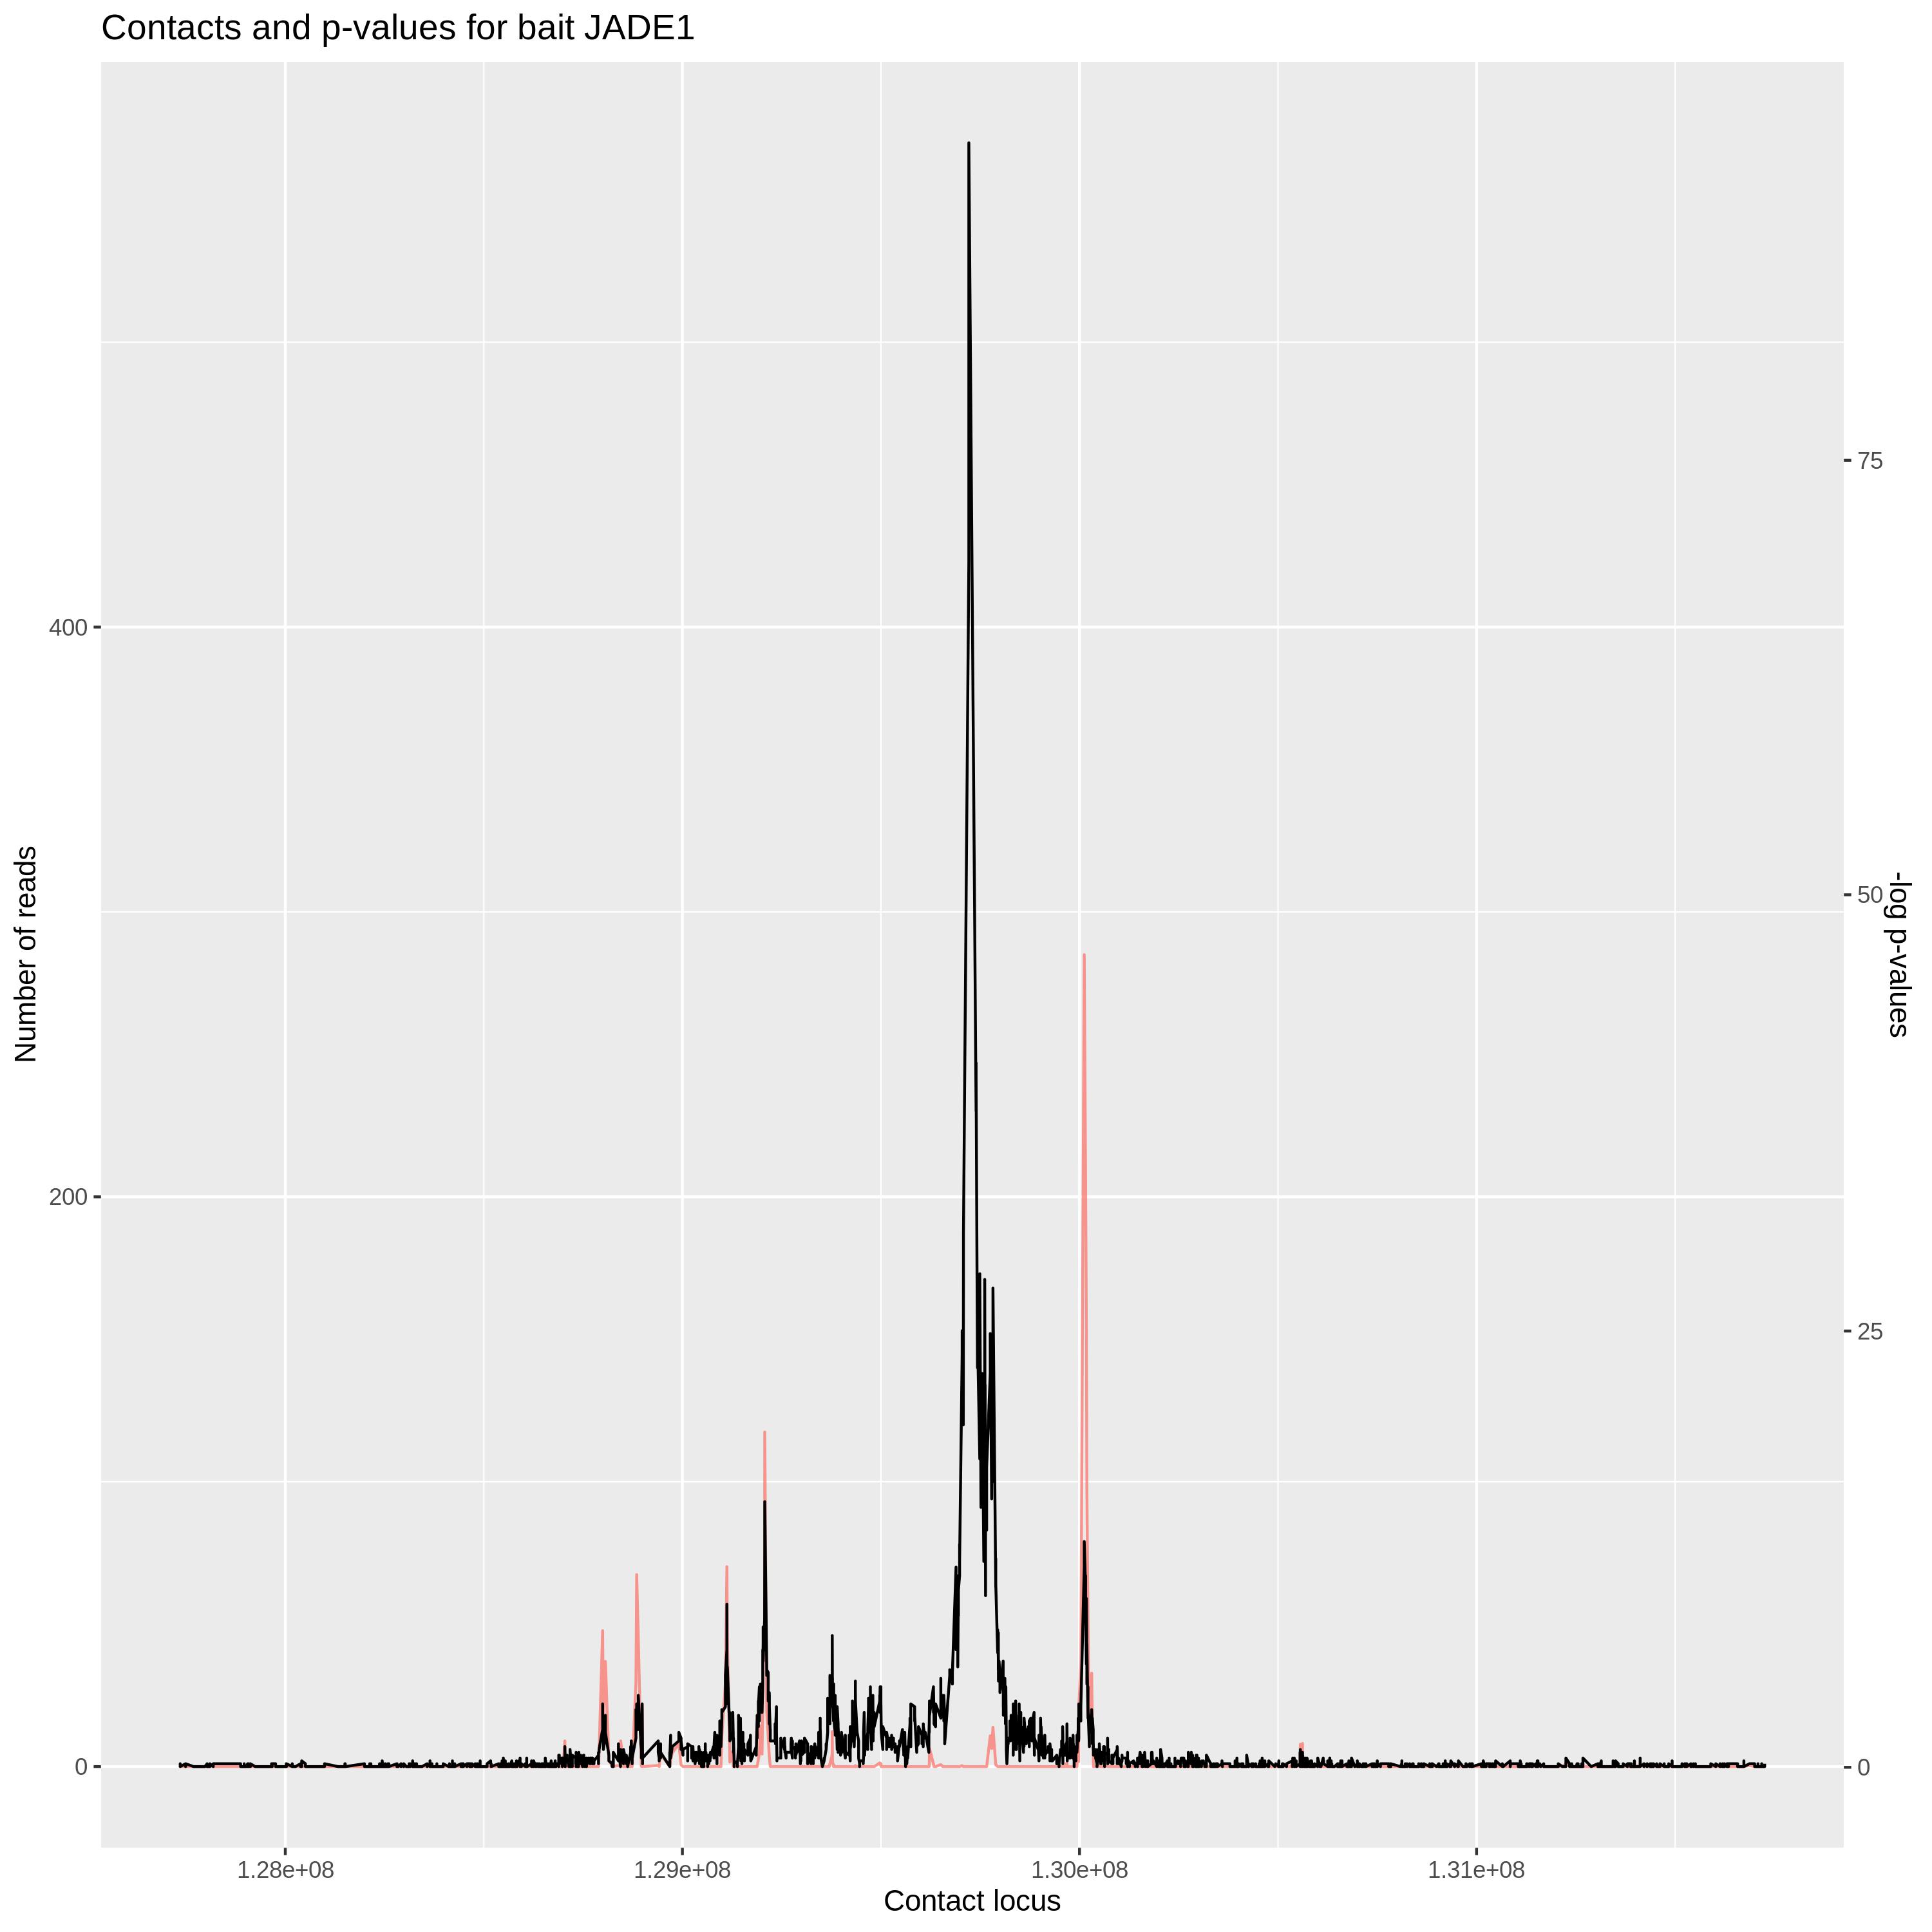 Contacts and p-values for bait JADE1
Number of reads
400
200
0
75
50
25
0
-log p-values
1.28e+08
1.29e+08
1.30e+08
1.31e+08
Contact locus